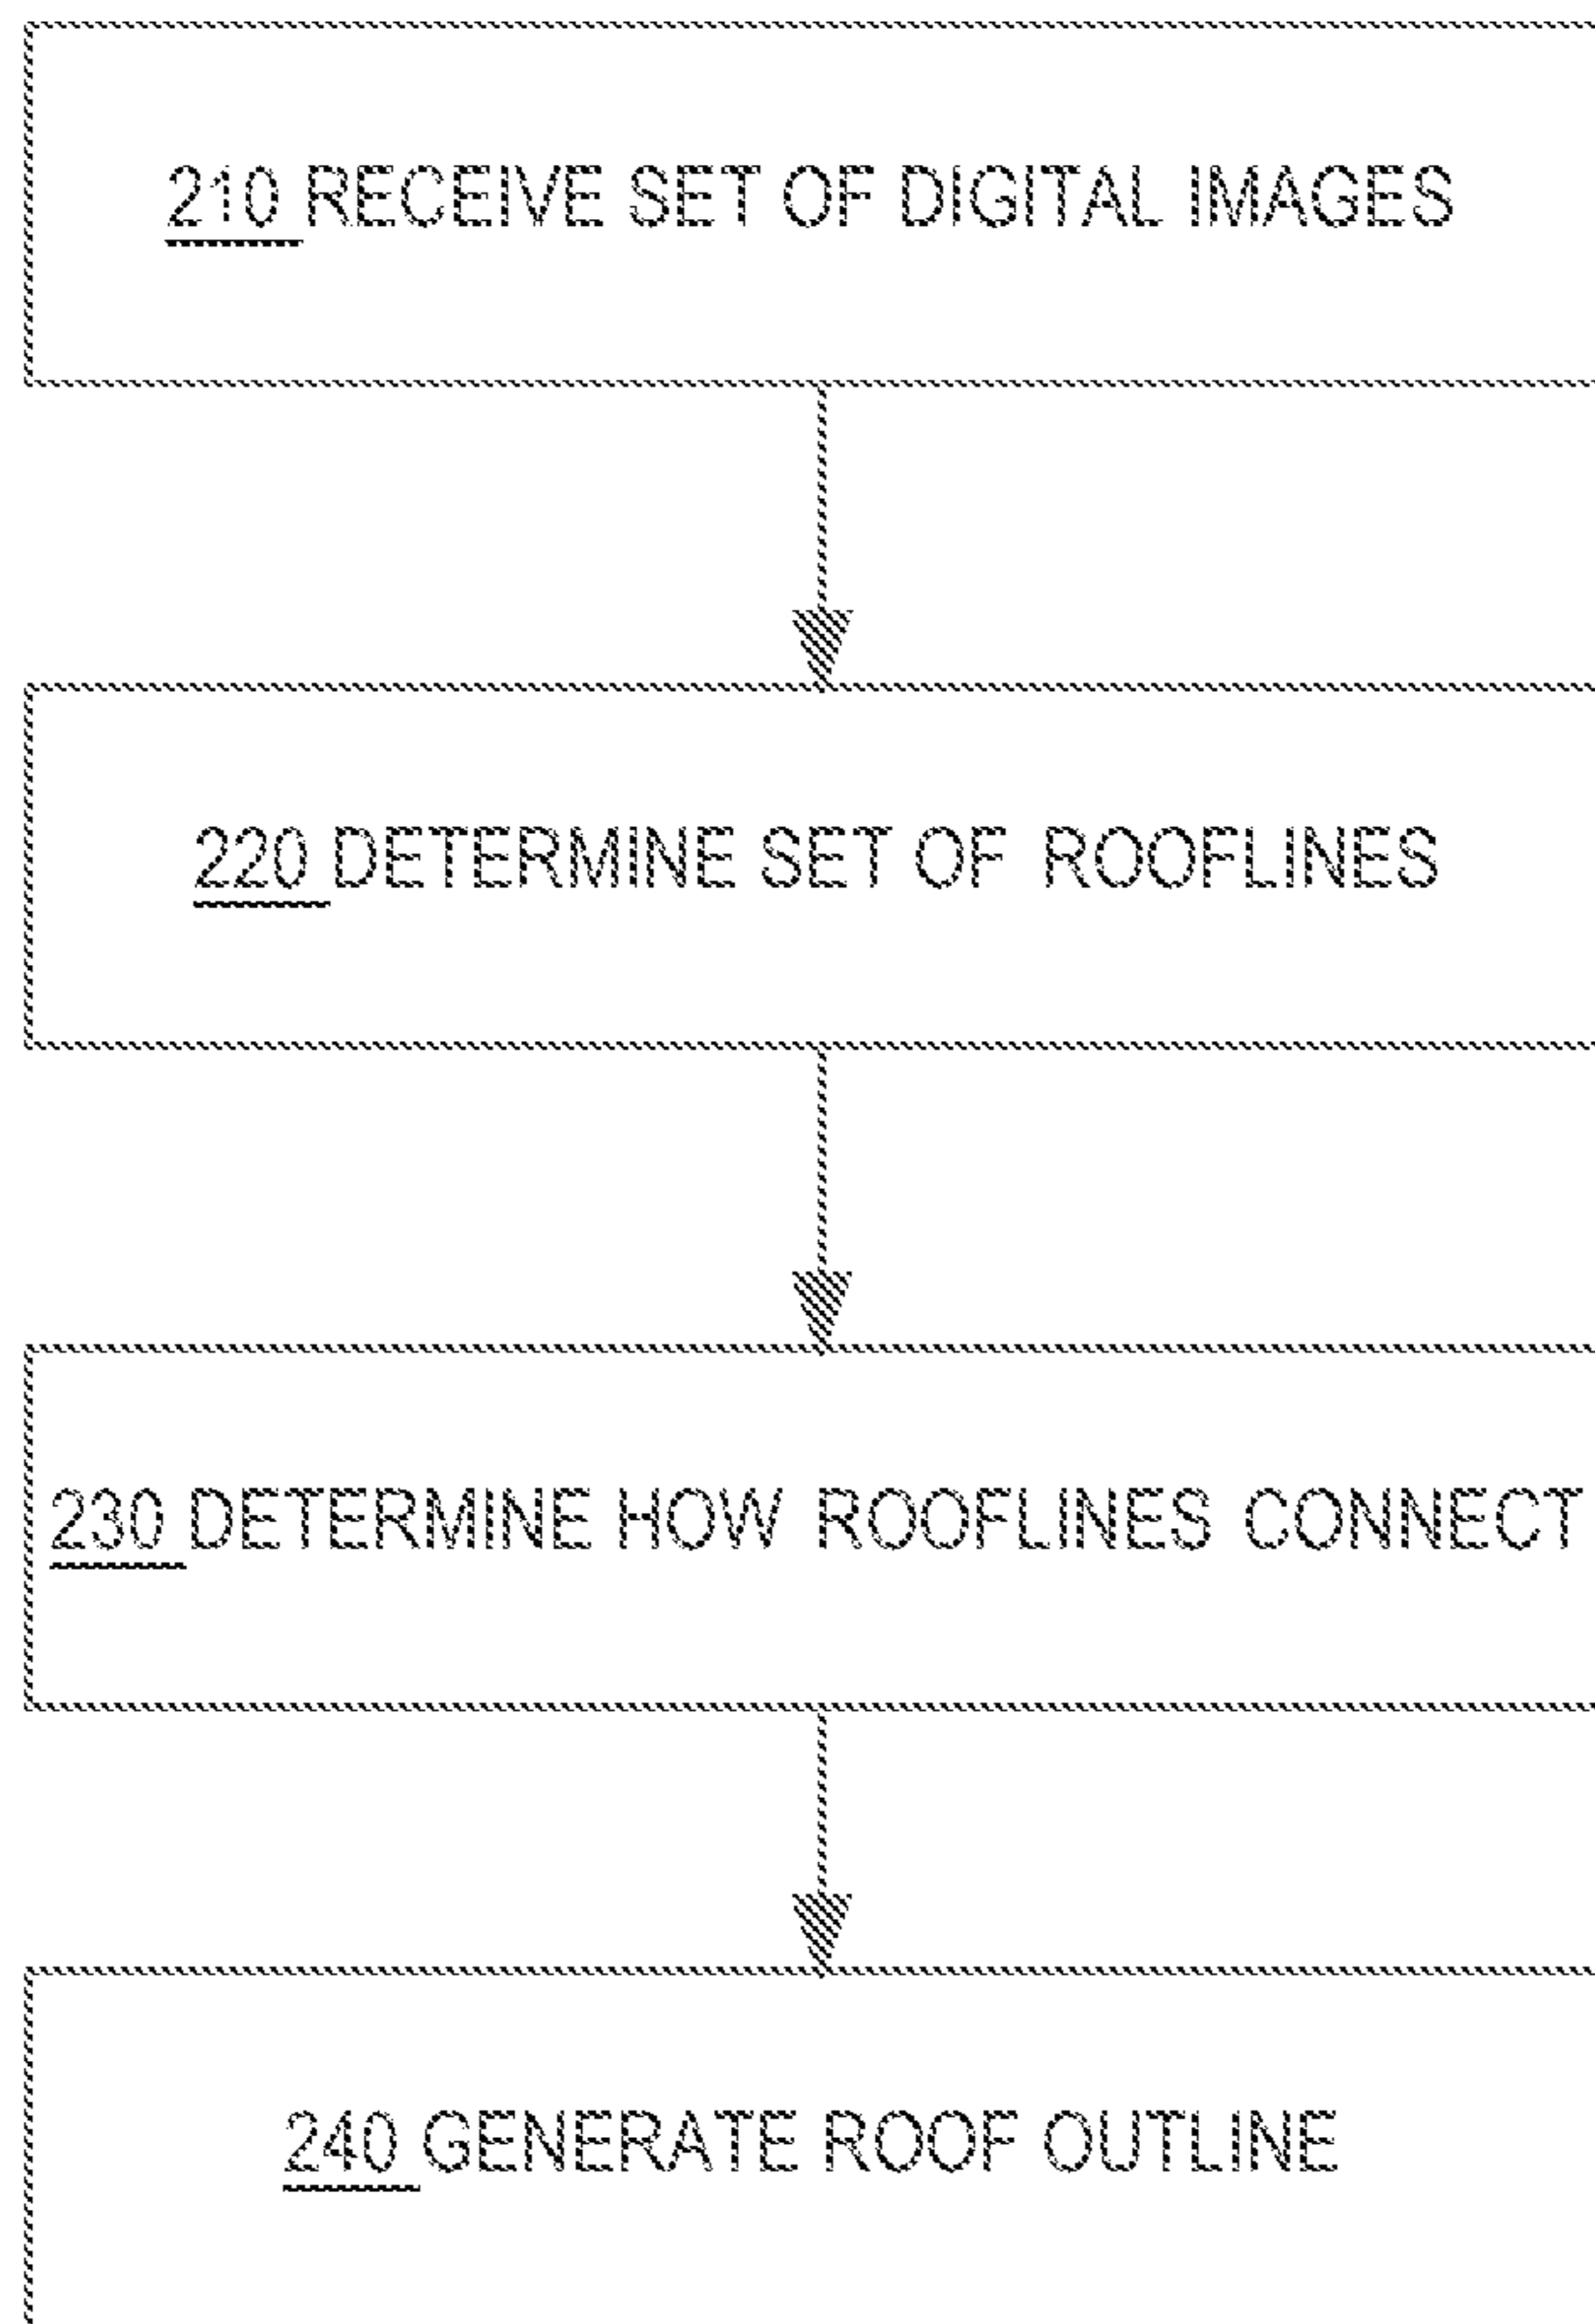 210 RECEIVE SET OF DIGITAL IMAGES
220 DETERMINE SET OF ROOFLINES
230 DETERMINE HOW ROOFLINES CONNECT
240 GENERATE ROOF OUTLINE